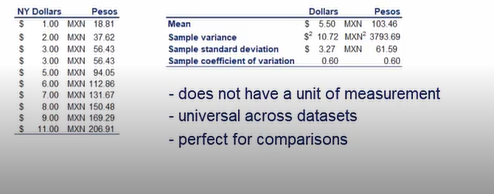 NY Dollars Pesos
$ 1.00 MXN 18.81
$ 2.00 MXN 37.62
$ 3.00 MXN 56.43
$ 3.00 MXN 56.43
$ 5.00 MXN 94.05
$ 6.00 MXN 112.86
$ 7.00 MXN 131.67
$ 8.00 MXN 150.48
$ 9.00 MXN 169.29
$ 11.00 MXN 206.91
Dollars Pesos
Mean $ 5.50 MXN 103.46
Sample variance $² 10.72 MXN² 3793.69
Sample standard deviation $ 3.27 MXN 61.59
Sample coefficient of variation 0.60 0.60
- does not have a unit of measurement
- universal across datasets
- perfect for comparisons